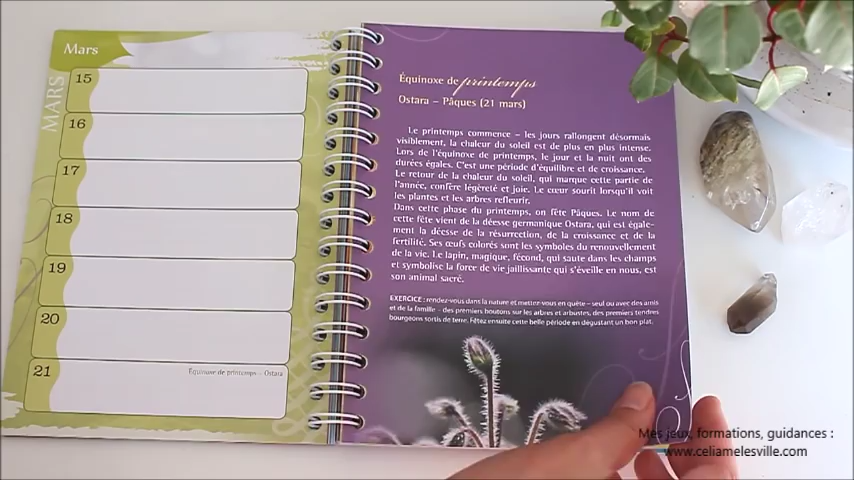 Mars
MARS
15
16
17
18
19
20
21
Équinoxe de printemps – Ostara
Équinoxe de printemps
Ostara – Pâques (21 mars)
Le printemps commence – les jours rallongent désormais
visiblement, la chaleur du soleil est de plus en plus intense.
Lors de l'équinoxe de printemps, le jour et la nuit ont des
durées égales. C'est une période d'équilibre et de croissance.
Le retour de la chaleur du soleil, qui marque cette partie de
l'année, confère légèreté et joie. Le cœur sourit lorsqu'il voit
les plantes et les arbres refleurir.
Dans cette phase du printemps, on fête Pâques. Le nom de
cette fête vient de la déesse germanique Ostara, qui est égale-
ment la déesse de la résurrection, de la croissance et de la
fertilité. Ses œufs colorés sont les symboles du renouvellement
de la vie. Le lapin, magique, fécond, qui saute dans les champs
et symbolise la force de vie jaillissante qui s'éveille en nous, est
son animal sacré.
EXERCICE : rendez-vous dans la nature et mettez-vous en quête – seul ou avec des amis
et de la famille – des premiers boutons sur les arbres et arbustes, des premiers tendres
bourgeons sortis de terre. Fêtez ensuite cette belle période en dégustant un bon plat.
Mes jeux, formations, guidances :
www.celiamelesville.com